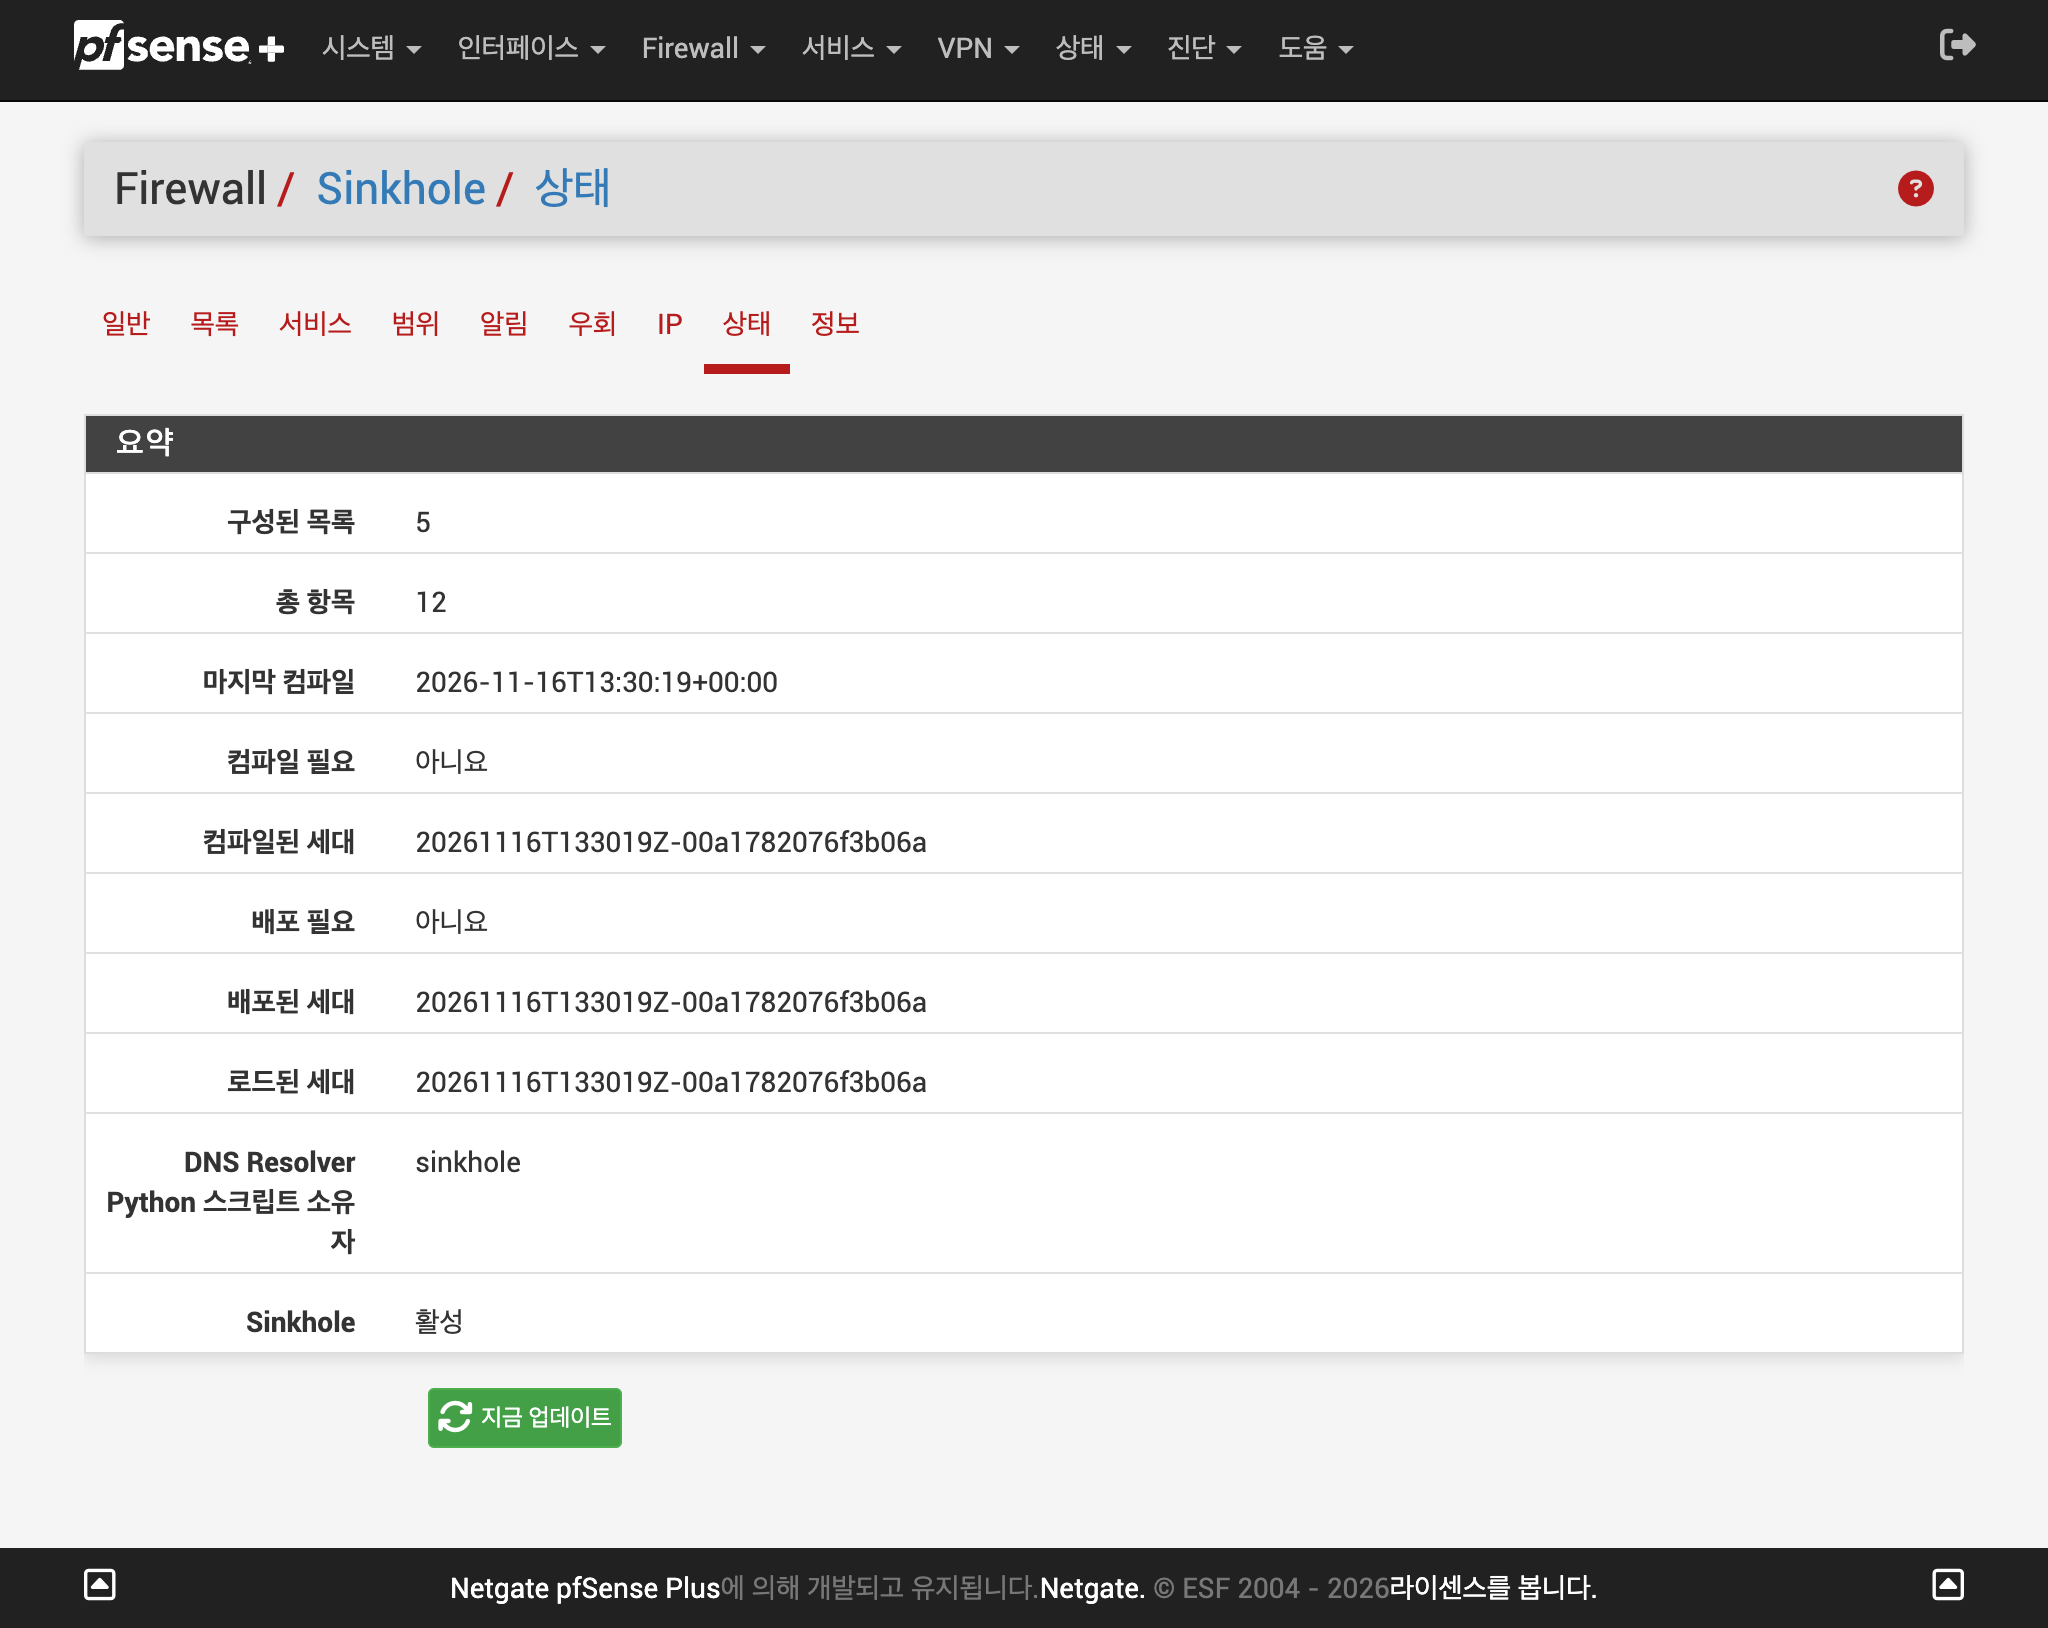 pfsense+ 시스템 인터페이스 Firewall 서비스 VPN 상태 진단 도움
Firewall / Sinkhole / 상태
일반 목록 서비스 범위 알림 우회 IP 상태 정보
요약
구성된 목록 5
총 항목 12
마지막 컴파일 2026-11-16T13:30:19+00:00
컴파일 필요 아니요
컴파일된 세대 20261116T133019Z-00a1782076f3b06a
배포 필요 아니요
배포된 세대 20261116T133019Z-00a1782076f3b06a
로드된 세대 20261116T133019Z-00a1782076f3b06a
DNS Resolver sinkhole
Python 스크립트 소유
자
Sinkhole 활성
지금 업데이트
Netgate pfSense Plus에 의해 개발되고 유지됩니다.Netgate. © ESF 2004 - 2026라이센스를 봅니다.